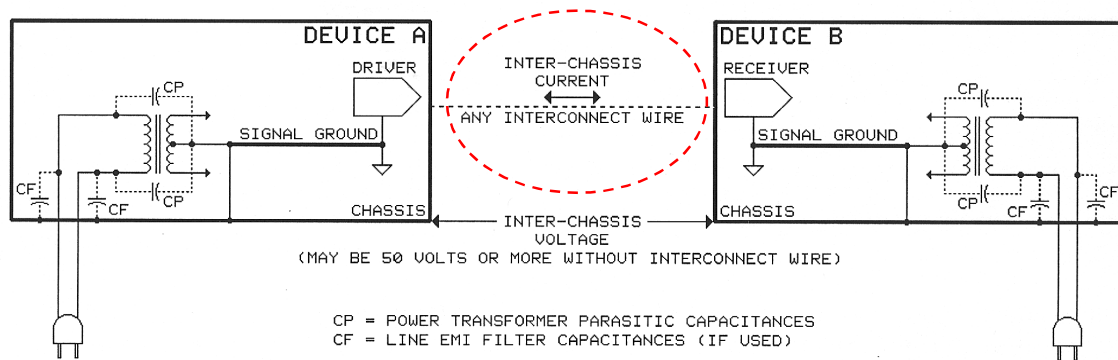 DEVICE A
DEVICE B
CP
DRIVER
INTER-CHASSIS
CURRENT
RECEIVER
CP
ANY INTERCONNECT WIRE
SIGNAL GROUND
SIGNAL GROUND
CF
CP
CF
CP
CF
CF
CHASSIS
INTER-CHASSIS
VOLTAGE
CHASSIS
(MAY BE 50 VOLTS OR MORE WITHOUT INTERCONNECT WIRE)
CP = POWER TRANSFORMER PARASITIC CAPACITANCES
CF = LINE EMI FILTER CAPACITANCES (IF USED)